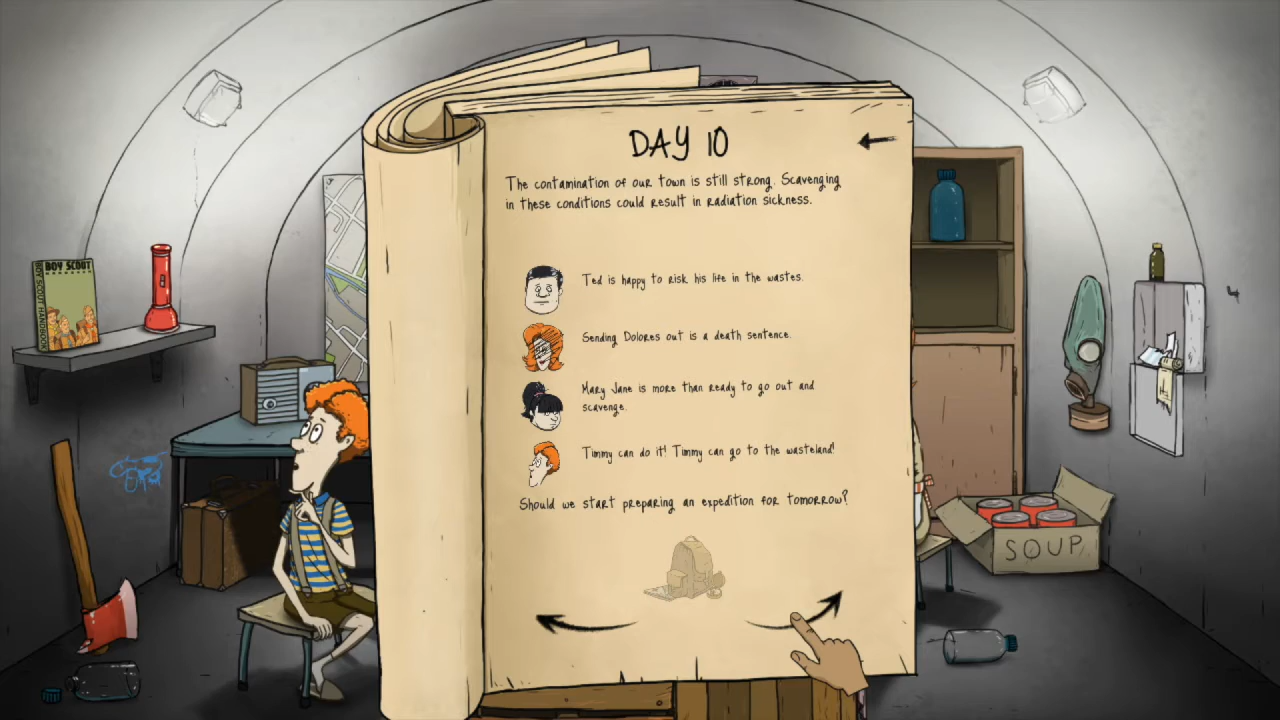 DAY 10
The contamination of our town is still strong. Scavenging
in these conditions could result in radiation sickness.
Ted is happy to risk his life in the wastes.
Sending Dolores out is a death sentence.
Mary Jane is more than ready to go out and
scavenge.
Timmy can do it! Timmy can go to the wasteland!
Should we start preparing an expedition for tomorrow?
BOY SCOUT
BOY SCOUT HANDBOOK
SOUP